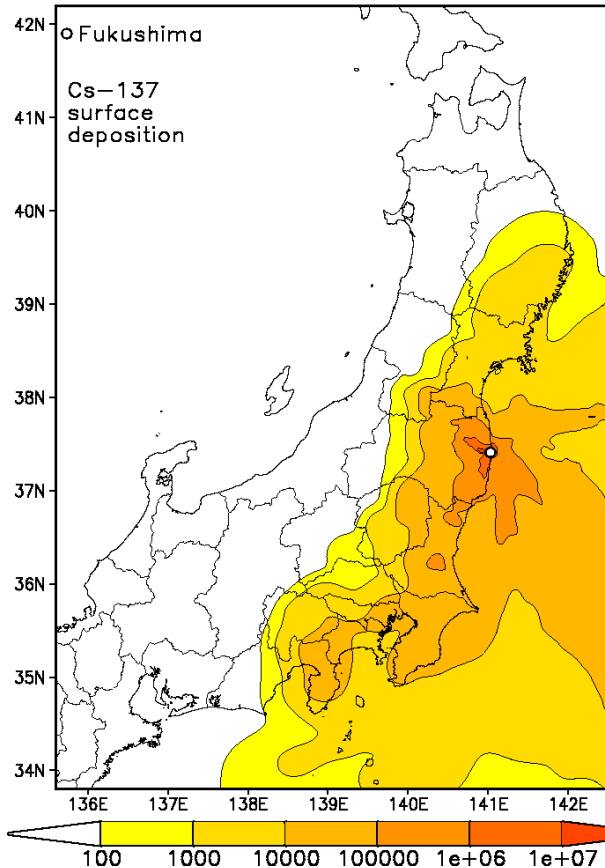 42N
Fukushima
Cs-137
surface
deposition
41N
40N
39N
38N
37N
36N
35N
34N
136E 137E 138E 139E 140E 141E 142E
100 1000 10000 100000 1e+06 1e+07